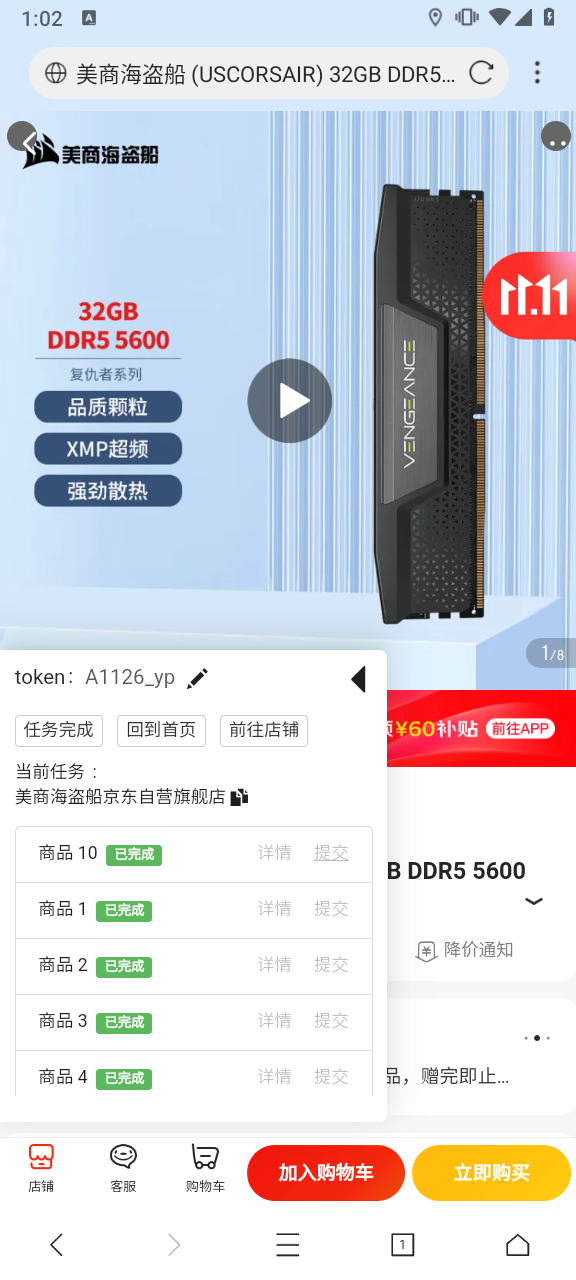 1:02
A
美商海盗船 (USCORSAIR) 32GB DDR5...
美商海盗船
11.11
32GB
DDR5 5600
复仇者系列
品质颗粒
XMP超频
强劲散热
VENGEANCE
1/8
token: A1126_yp
¥60补贴 前往APP
任务完成 回到首页 前往店铺
当前任务 :
美商海盗船京东自营旗舰店
商品 10 已完成 详情 提交
B DDR5 5600
商品 1 已完成 详情 提交
降价通知
商品 2 已完成 详情 提交
商品 3 已完成 详情 提交
商品 4 已完成 详情 提交
品，赠完即止...
店铺 客服 购物车 加入购物车 立即购买
1